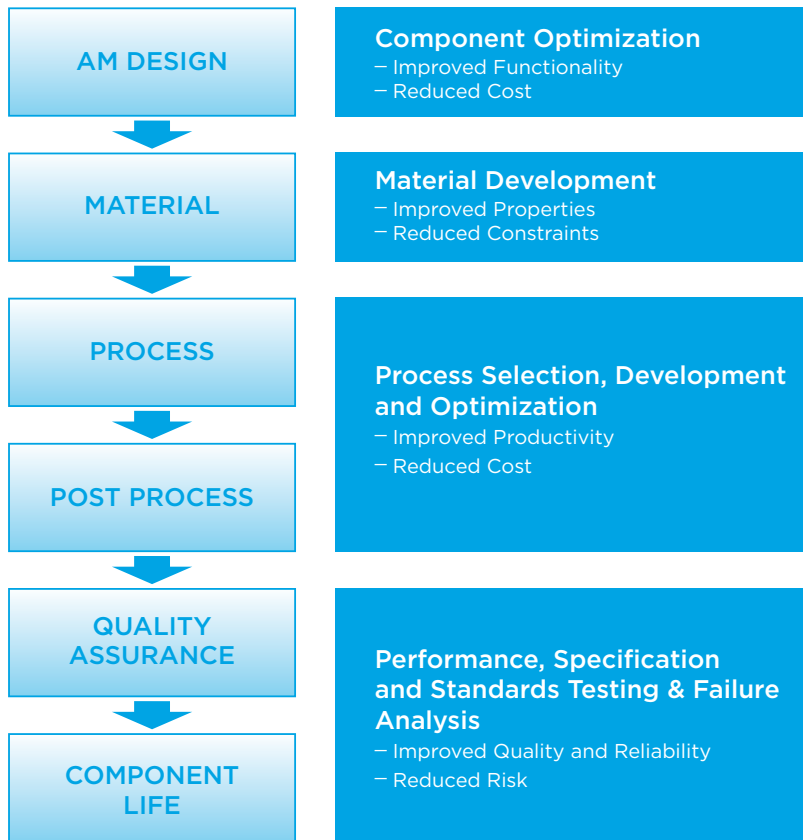 AM DESIGN
Component Optimization
– Improved Functionality
– Reduced Cost
MATERIAL
Material Development
– Improved Properties
– Reduced Constraints
PROCESS
POST PROCESS
Process Selection, Development
and Optimization
– Improved Productivity
– Reduced Cost
QUALITY
ASSURANCE
COMPONENT
LIFE
Performance, Specification
and Standards Testing & Failure
Analysis
– Improved Quality and Reliability
– Reduced Risk